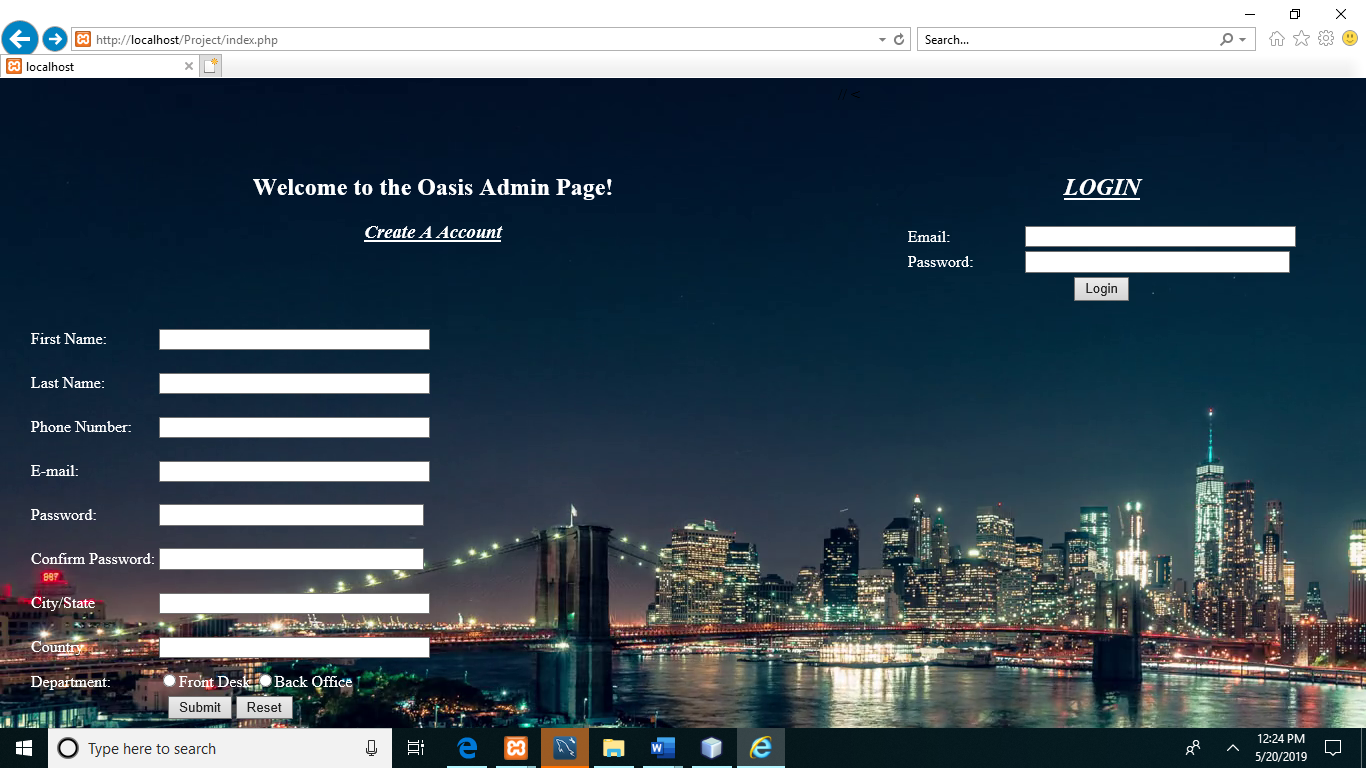 http://localhost/Project/index.php
Search...
localhost
Welcome to the Oasis Admin Page!
LOGIN
Create A Account
Email:
Password:
Login
First Name:
Last Name:
Phone Number:
E-mail:
Password:
Confirm Password:
City/State
Country
Department: Front Desk Back Office
Submit Reset
Type here to search
12:24 PM
5/20/2019